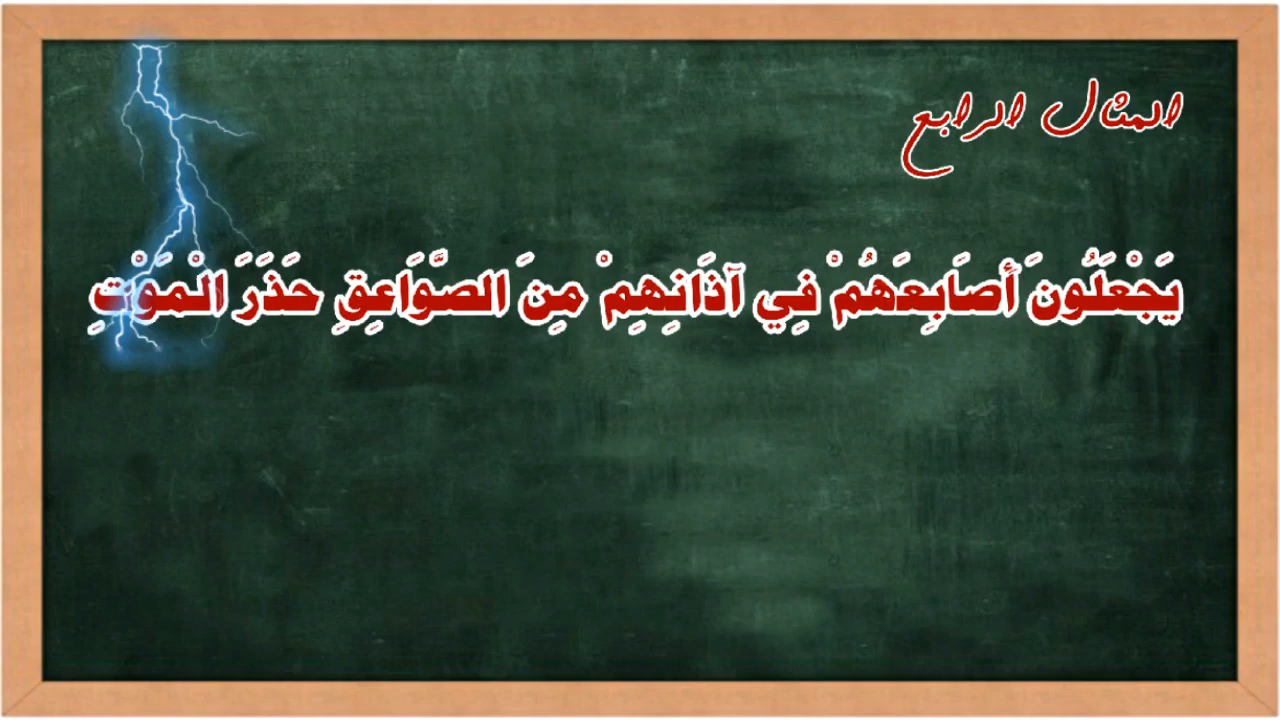 المثال الرابع
يَجْعَلُونَ أَصَابِعَهُمْ فِي آذَانِهِمْ مِنَ الصَّوَاعِقِ حَذَرَ الْمَوْتِ